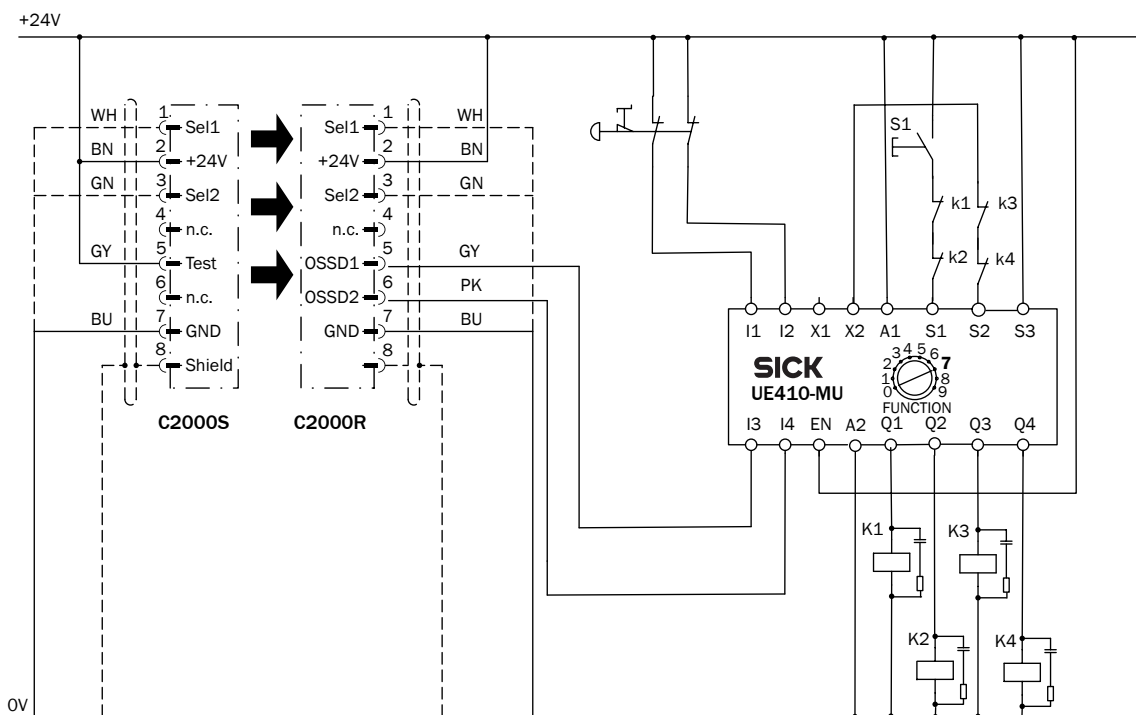 +24V
WH 1 Sel1
BN 2 +24V
GN 3 Sel2
4 n.c.
GY 5 Test
6 n.c.
BU 7 GND
8 Shield
C2000S
Sel1 1 WH
+24V 2 BN
Sel2 3 GN
n.c. 4
OSSD1 5 GY
OSSD2 6 PK
GND 7 BU
8
C2000R
S1
k1 k3
k2 k4
I1 I2 X1 X2 A1 S1 S2 S3
SICK
UE410-MU
0 1 2 3 4 5 6 7 8 9
FUNCTION
I3 I4 EN A2 Q1 Q2 Q3 Q4
K1 K3
K2 K4
0V